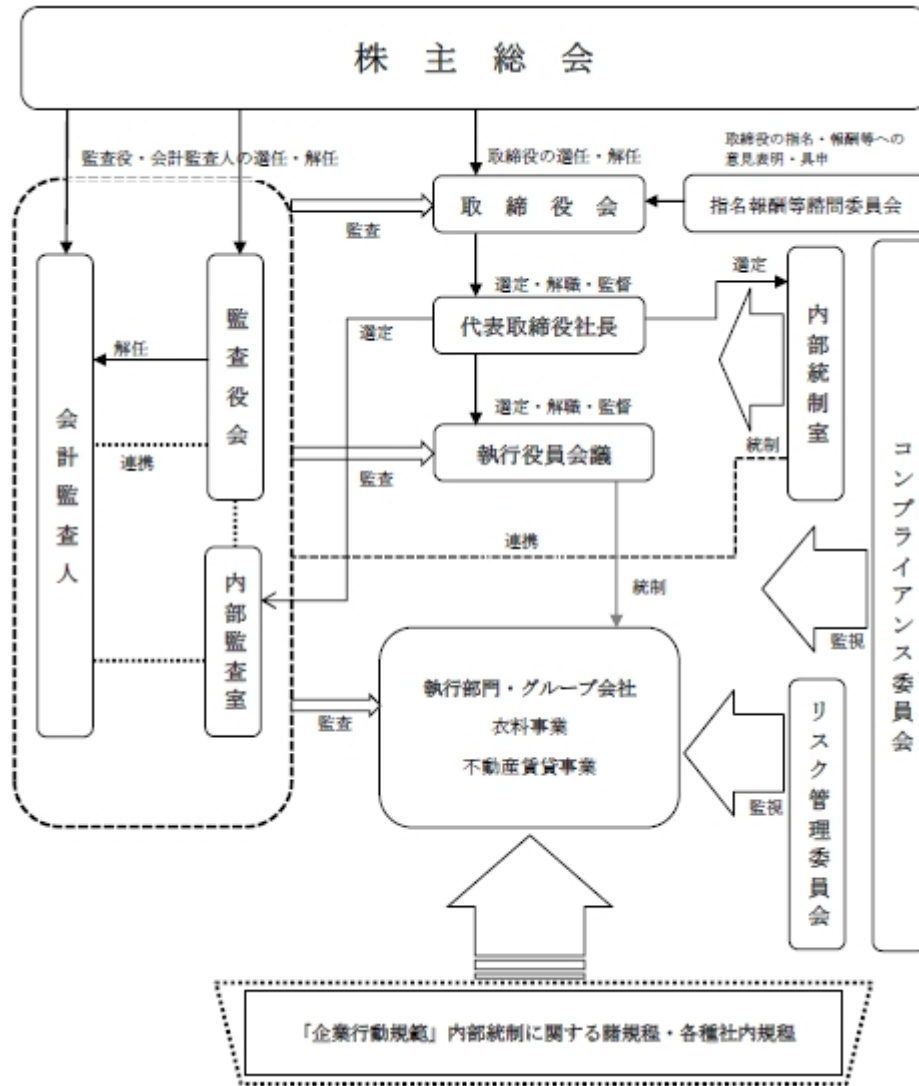 株主総会
監査役・会計監査人の選任・解任
取締役の選任・解任
取締役の指名・報酬等への
意見表明・具申
取締役会
指名報酬等諮問委員会
監査
選定・解職・監督
選定
代表取締役社長
選定
内部統制室
監査役会
解任
会計監査人
連携
選定・解職・監督
執行役員会議
監査
統制
コンプライアンス委員会
連携
内部監査室
統制
監視
執行部門・グループ会社
衣料事業
不動産賃貸事業
監査
リスク管理委員会
監視
「企業行動規範」内部統制に関する諸規程・各種社内規程